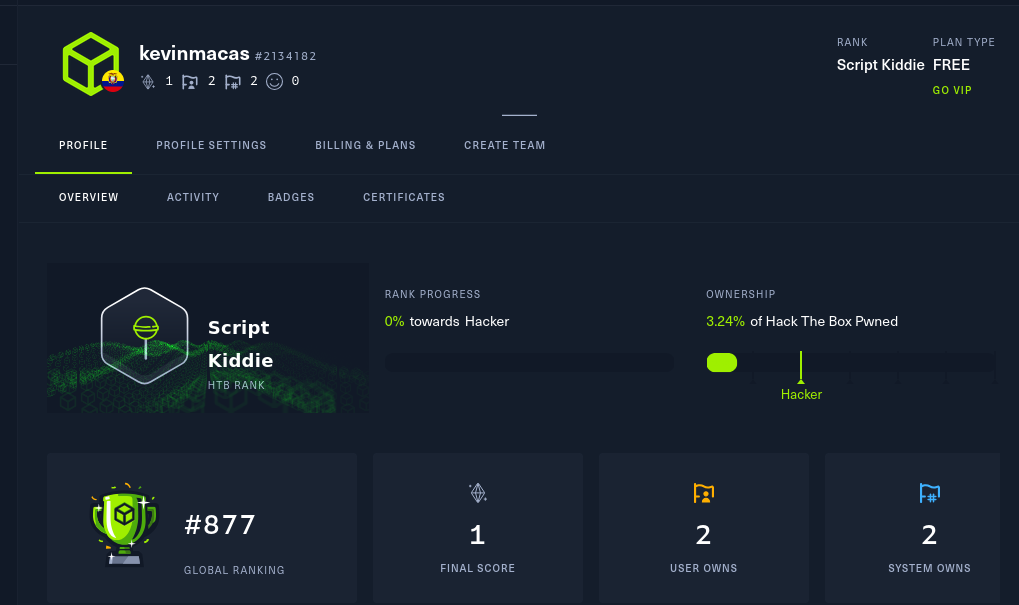 kevinmacas #2134182
1 2 2 0
RANK
Script Kiddie
PLAN TYPE
FREE
GO VIP
PROFILE PROFILE SETTINGS BILLING & PLANS CREATE TEAM
OVERVIEW ACTIVITY BADGES CERTIFICATES
Script
Kiddie
HTB RANK
RANK PROGRESS
0% towards Hacker
OWNERSHIP
3.24% of Hack The Box Pwned
Hacker
#877
GLOBAL RANKING
1
FINAL SCORE
2
USER OWNS
2
SYSTEM OWNS